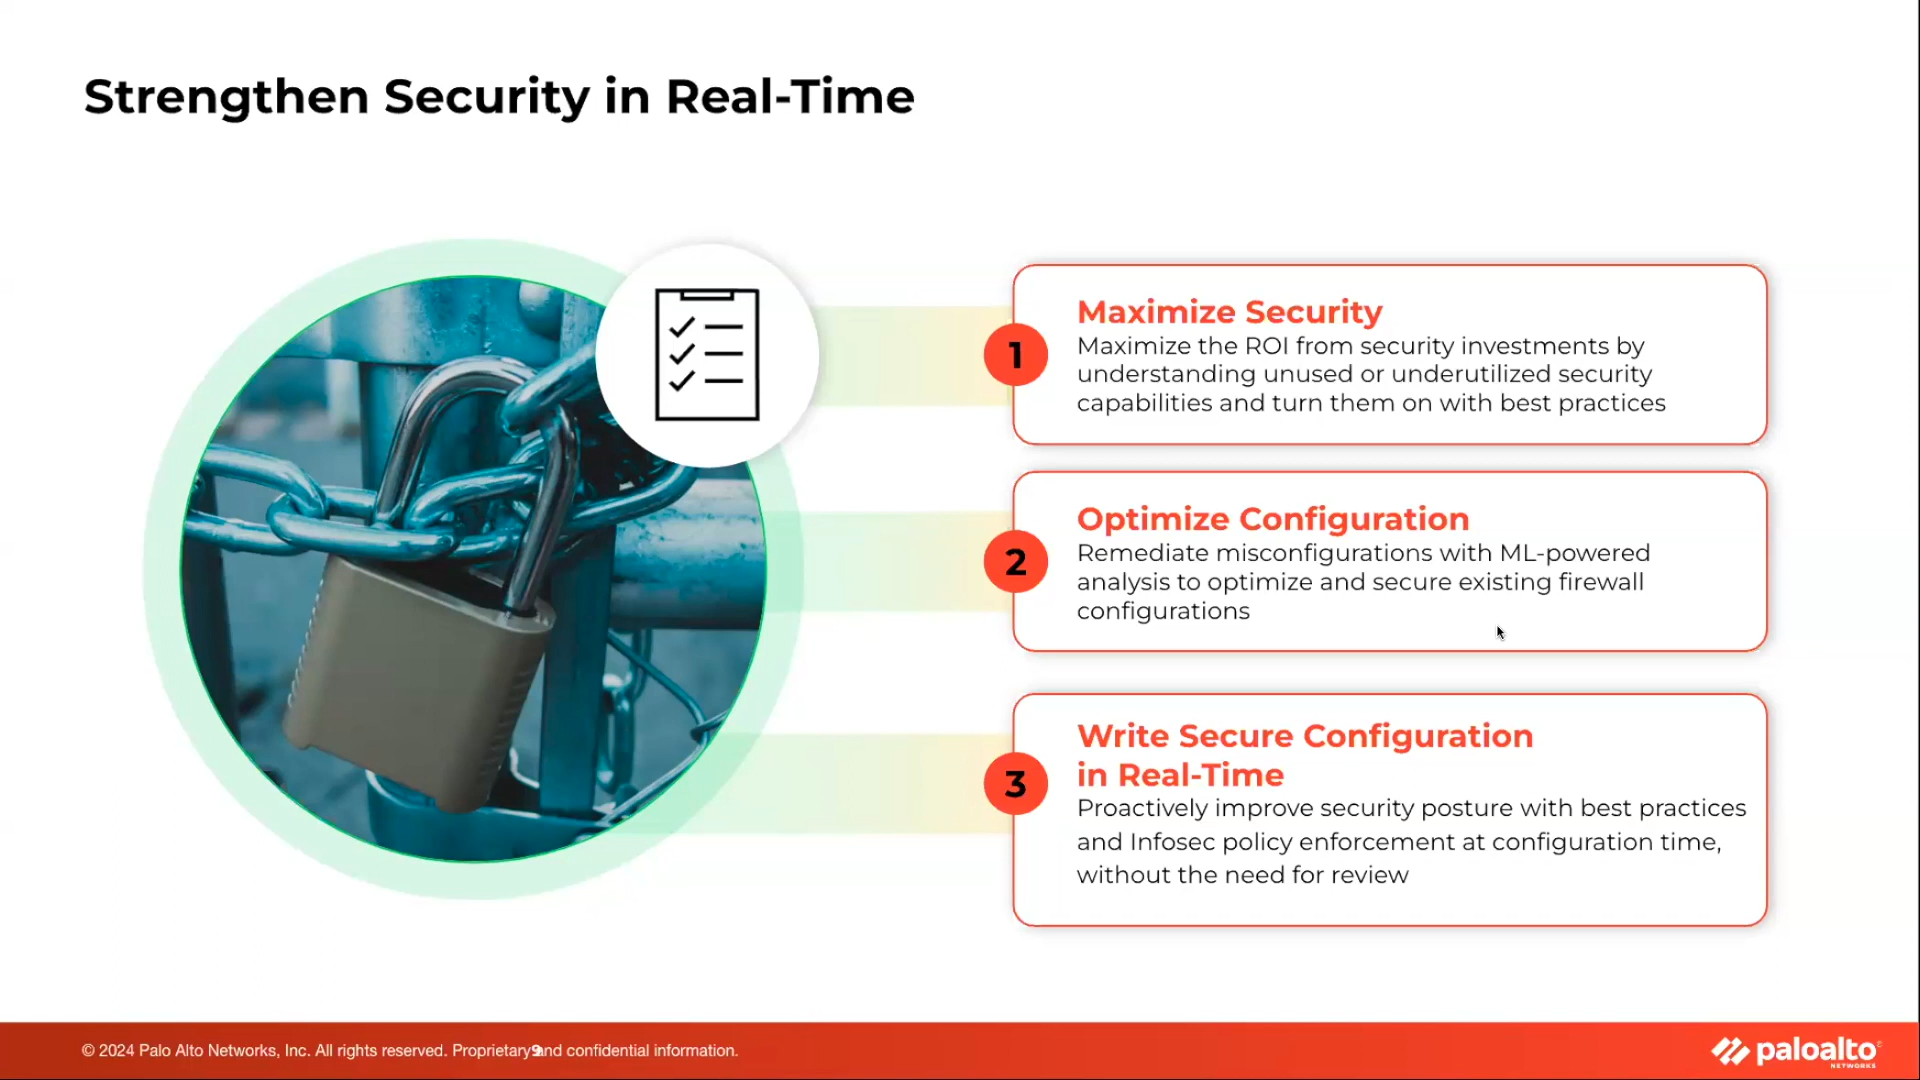 Strengthen Security in Real-Time
1
Maximize Security
Maximize the ROI from security investments by
understanding unused or underutilized security
capabilities and turn them on with best practices
2
Optimize Configuration
Remediate misconfigurations with ML-powered
analysis to optimize and secure existing firewall
configurations
3
Write Secure Configuration
in Real-Time
Proactively improve security posture with best practices
and Infosec policy enforcement at configuration time,
without the need for review
© 2024 Palo Alto Networks, Inc. All rights reserved. Proprietary and confidential information.
9
paloalto
NETWORKS